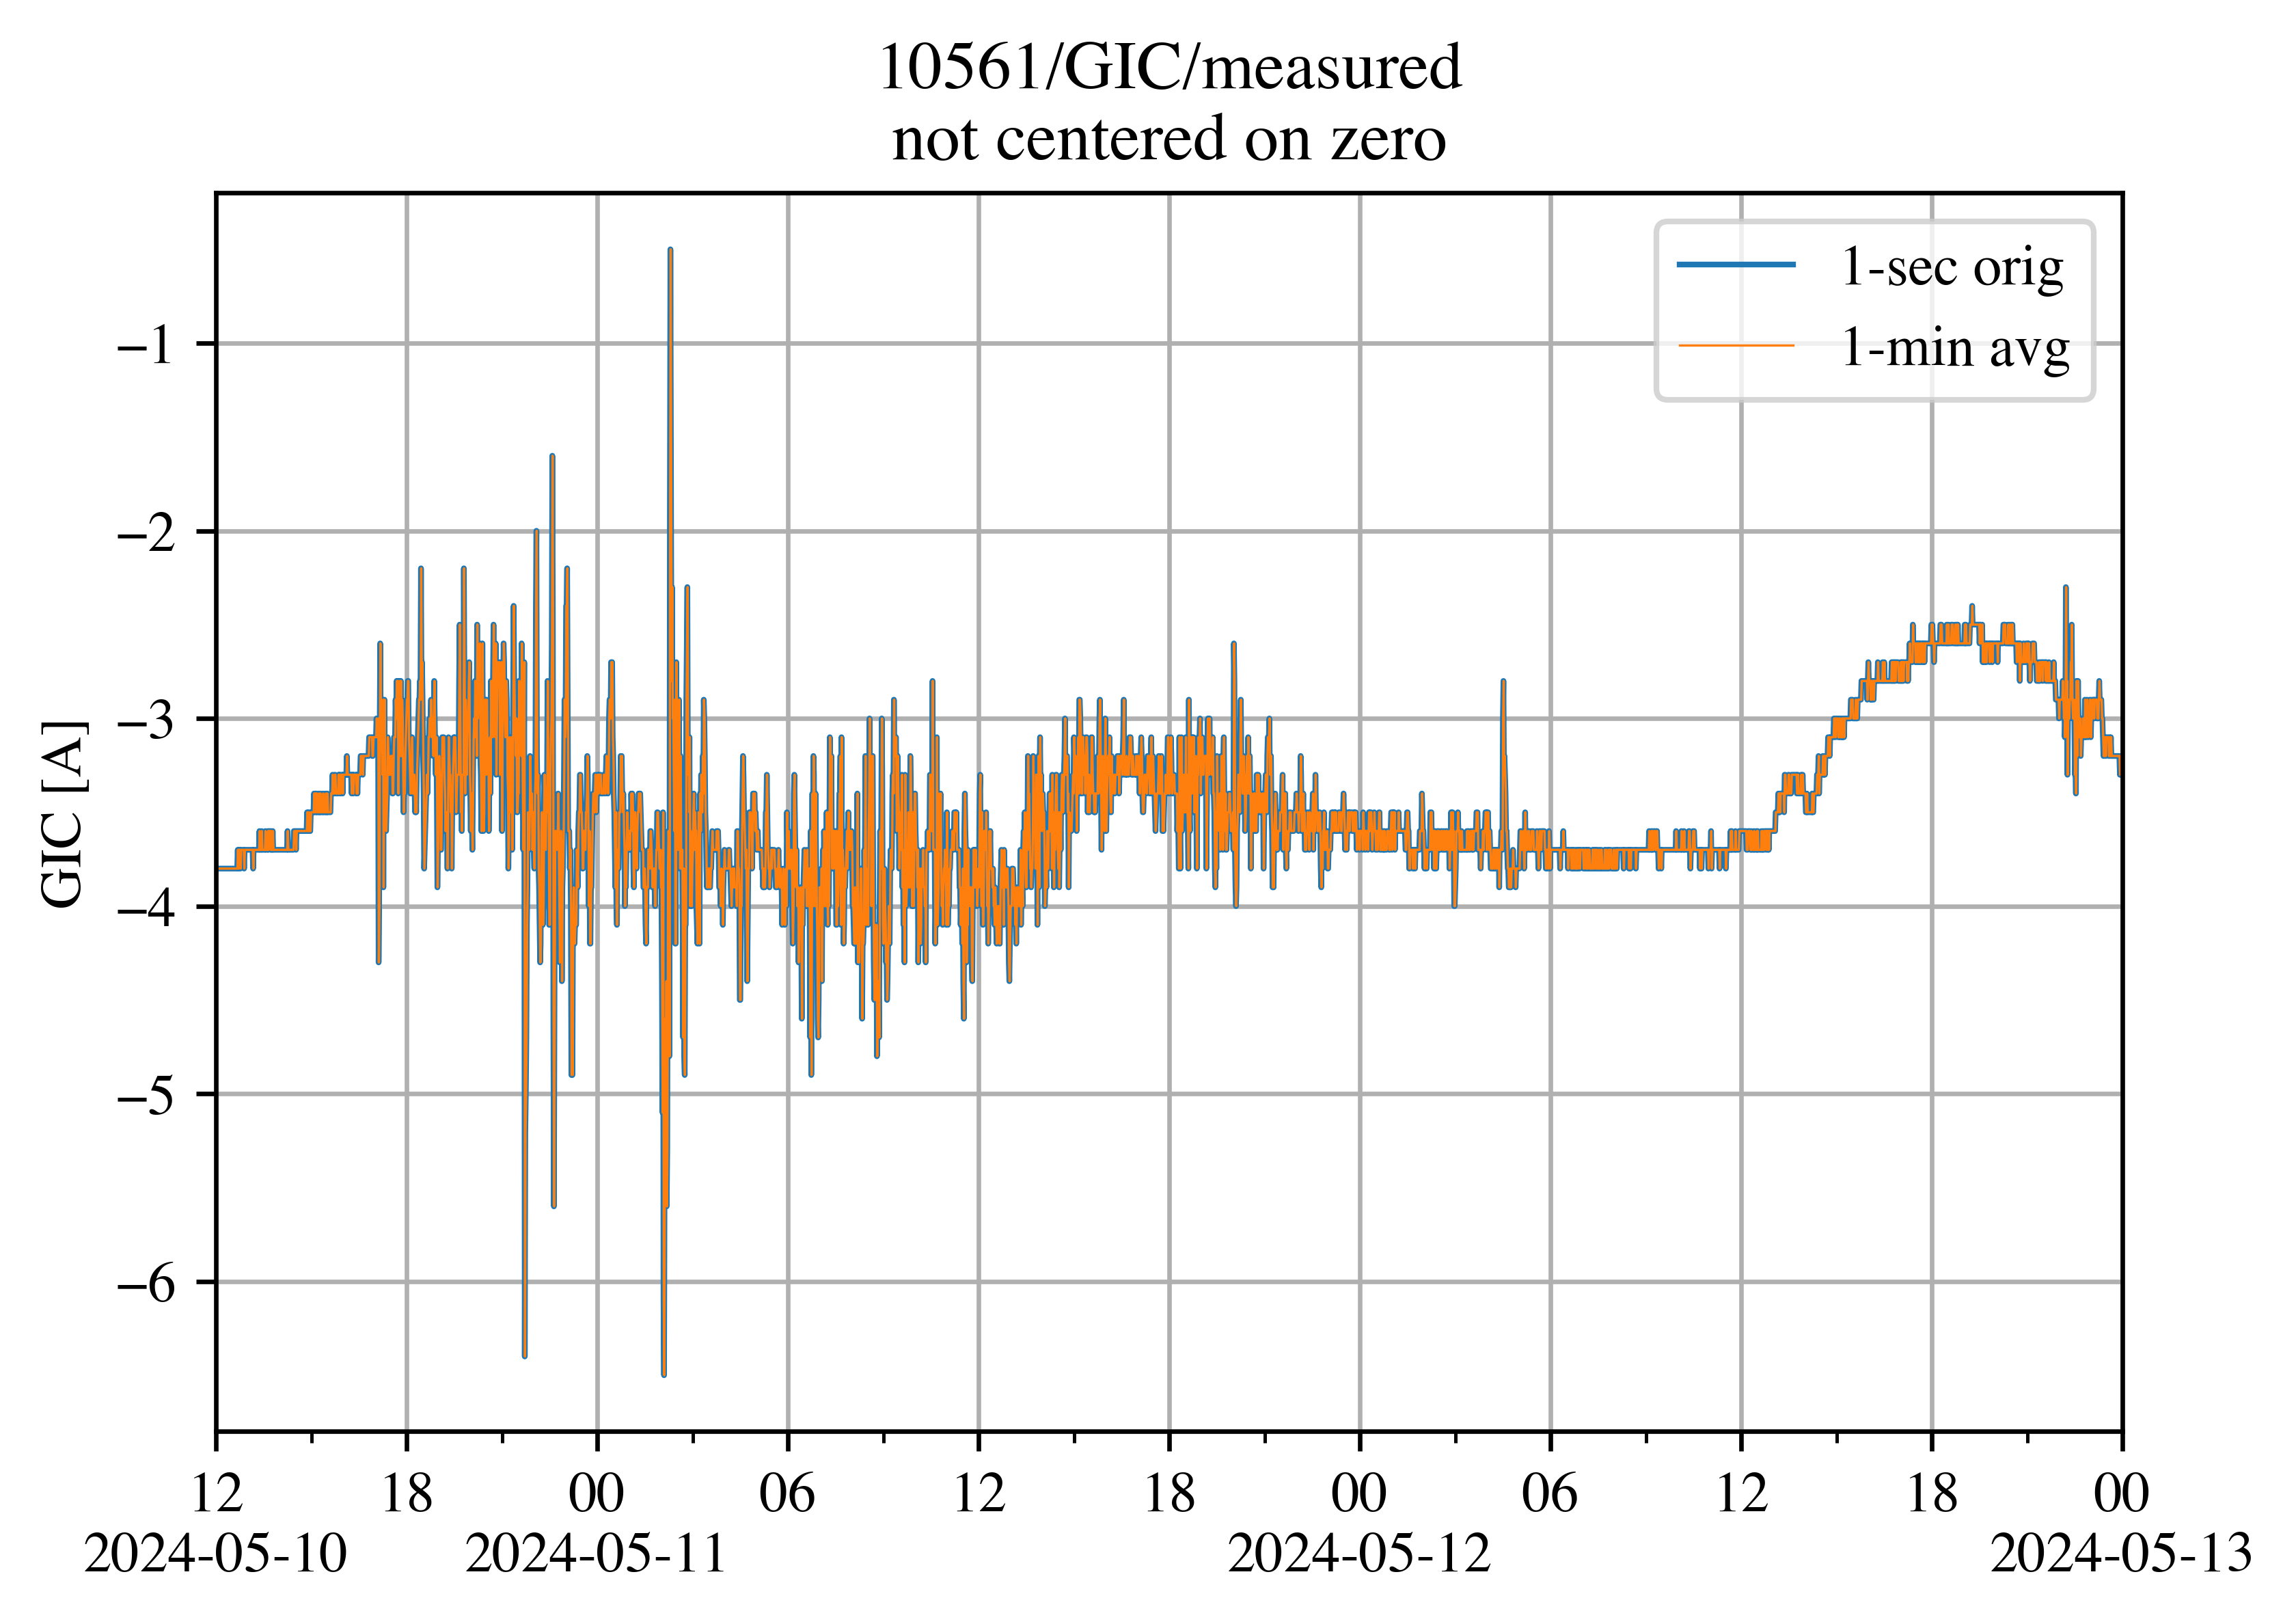 10561/GIC/measured
not centered on zero
1-sec orig
1-min avg
GIC [A]
−1
−2
−3
−4
−5
−6
12 18 00 06 12 18 00 06 12 18 00
2024-05-10 2024-05-11 2024-05-12 2024-05-13